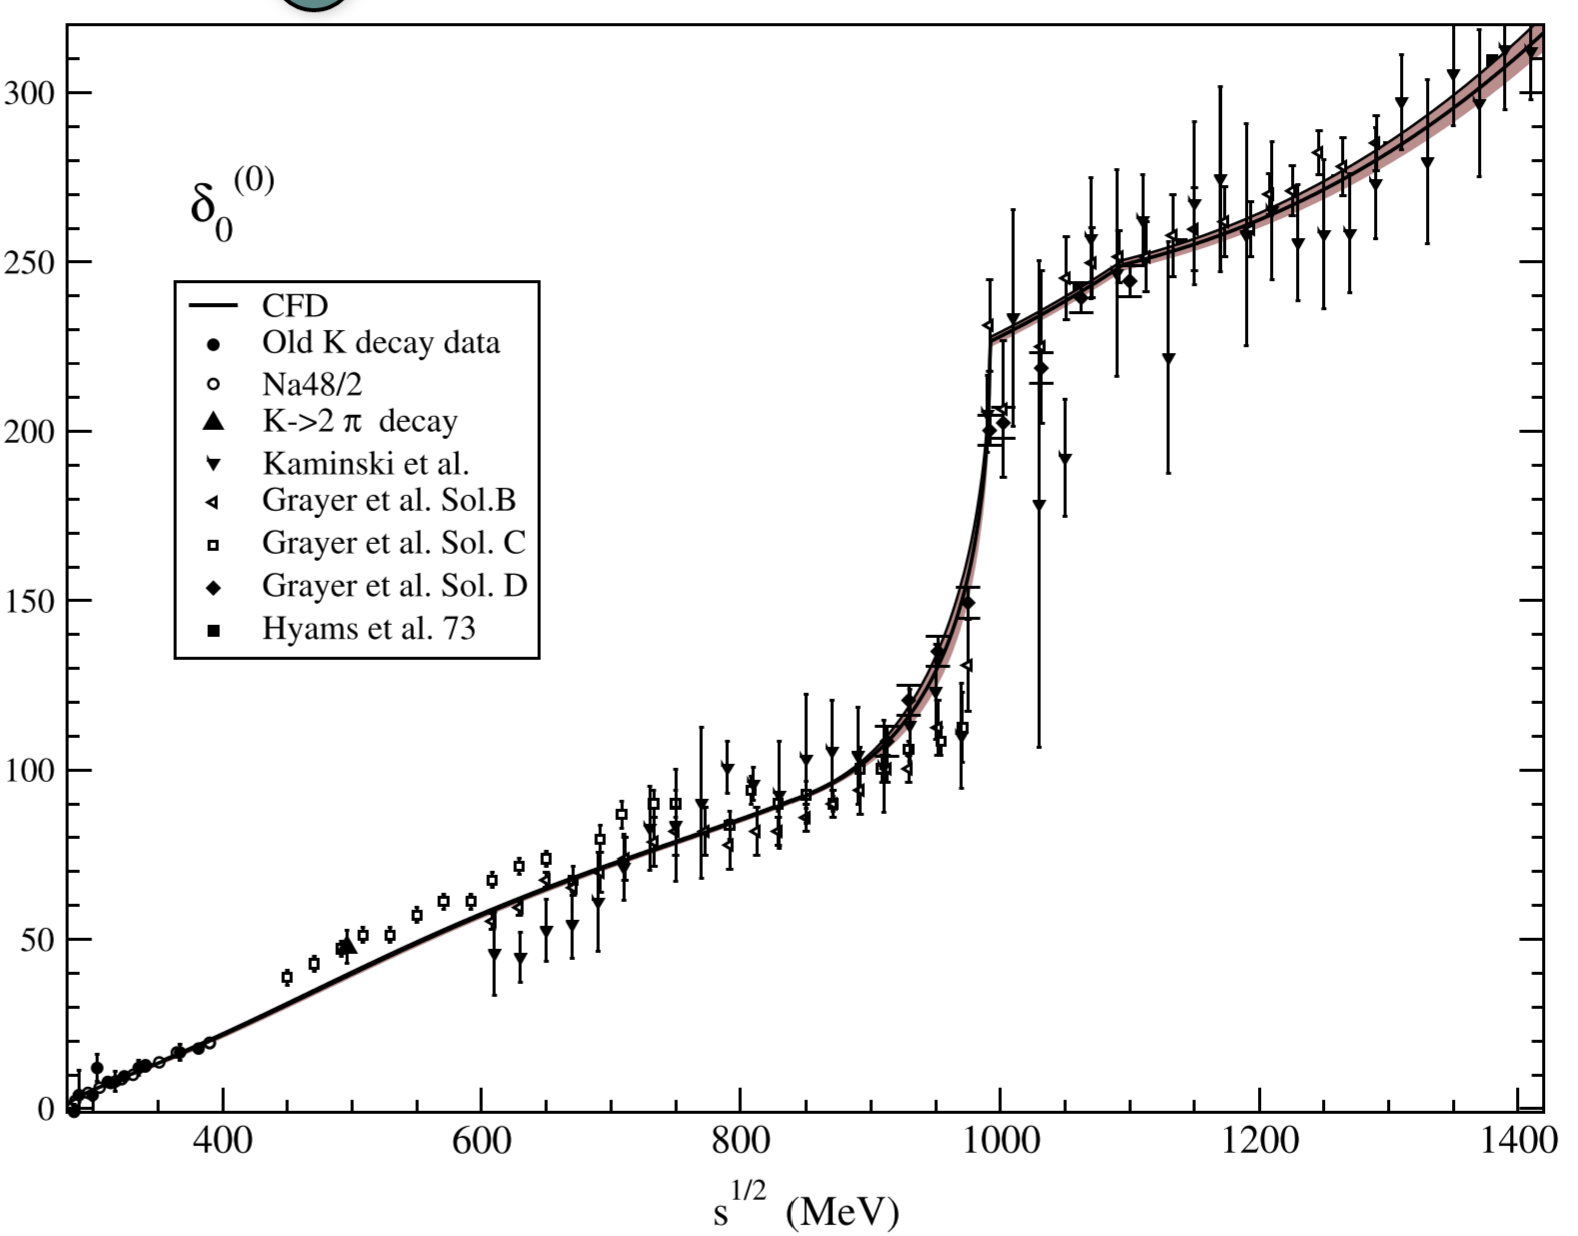 300
250
200
150
100
50
0
δ₀⁽⁰⁾
CFD
Old K decay data
Na48/2
K->2 π decay
Kaminski et al.
Grayer et al. Sol.B
Grayer et al. Sol. C
Grayer et al. Sol. D
Hyams et al. 73
400 600 800 1000 1200 1400
s^1/2 (MeV)